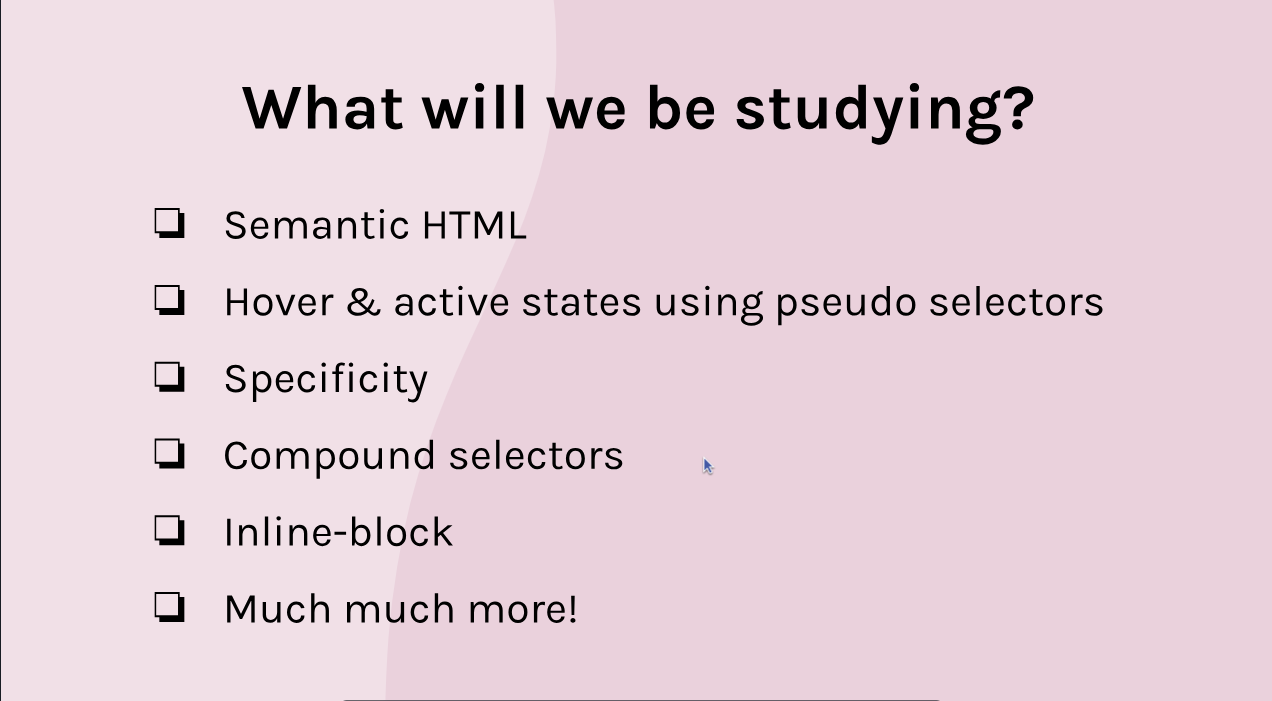 What will we be studying?
❏ Semantic HTML
❏ Hover & active states using pseudo selectors
❏ Specificity
❏ Compound selectors
❏ Inline-block
❏ Much much more!